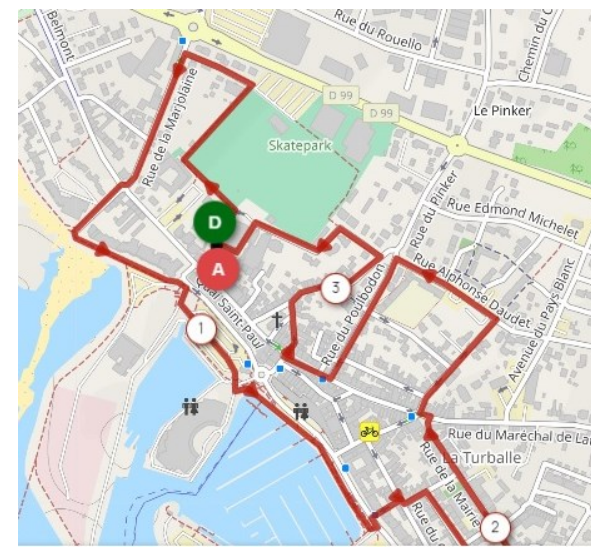 Belmont
Rue du Rouello
Chemin du C
D 99
D 99
Le Pinker
Rue de la Marjolaine
Skatepark
Rue du Pinker
Rue Edmond Michelet
D
A
3
Rue Alphonse Daudet
Avenue du Pays Blanc
Quai Saint-Paul
Rue du Poulbodon
1
Rue du Maréchal de Lat
La Turballe
Rue de la Mairie
Rue du
2